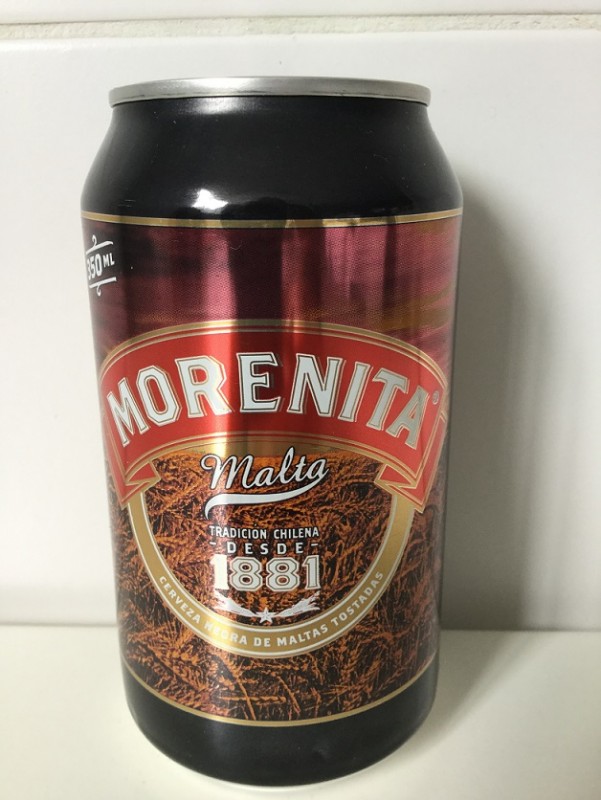 350 ML
MORENITA®
Malta
TRADICION CHILENA
-DESDE-
1881
CERVEZA NEGRA DE MALTAS TOSTADAS